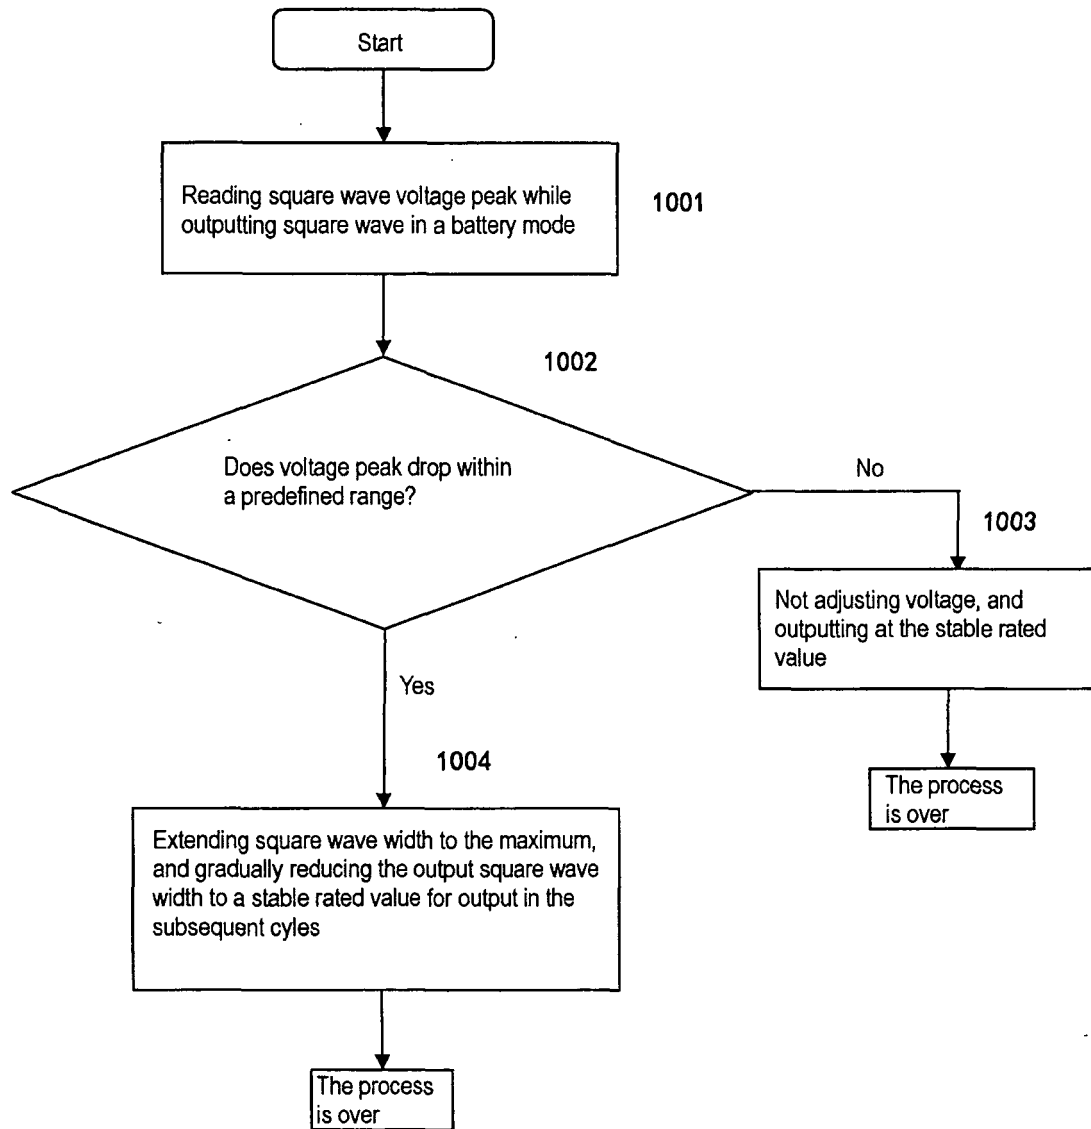 Start
Reading square wave voltage peak while
outputting square wave in a battery mode
1001
1002
Does voltage peak drop within
a predefined range?
No
1003
Not adjusting voltage, and
outputting at the stable rated
value
The process
is over
Yes
1004
Extending square wave width to the maximum,
and gradually reducing the output square wave
width to a stable rated value for output in the
subsequent cyles
The process
is over